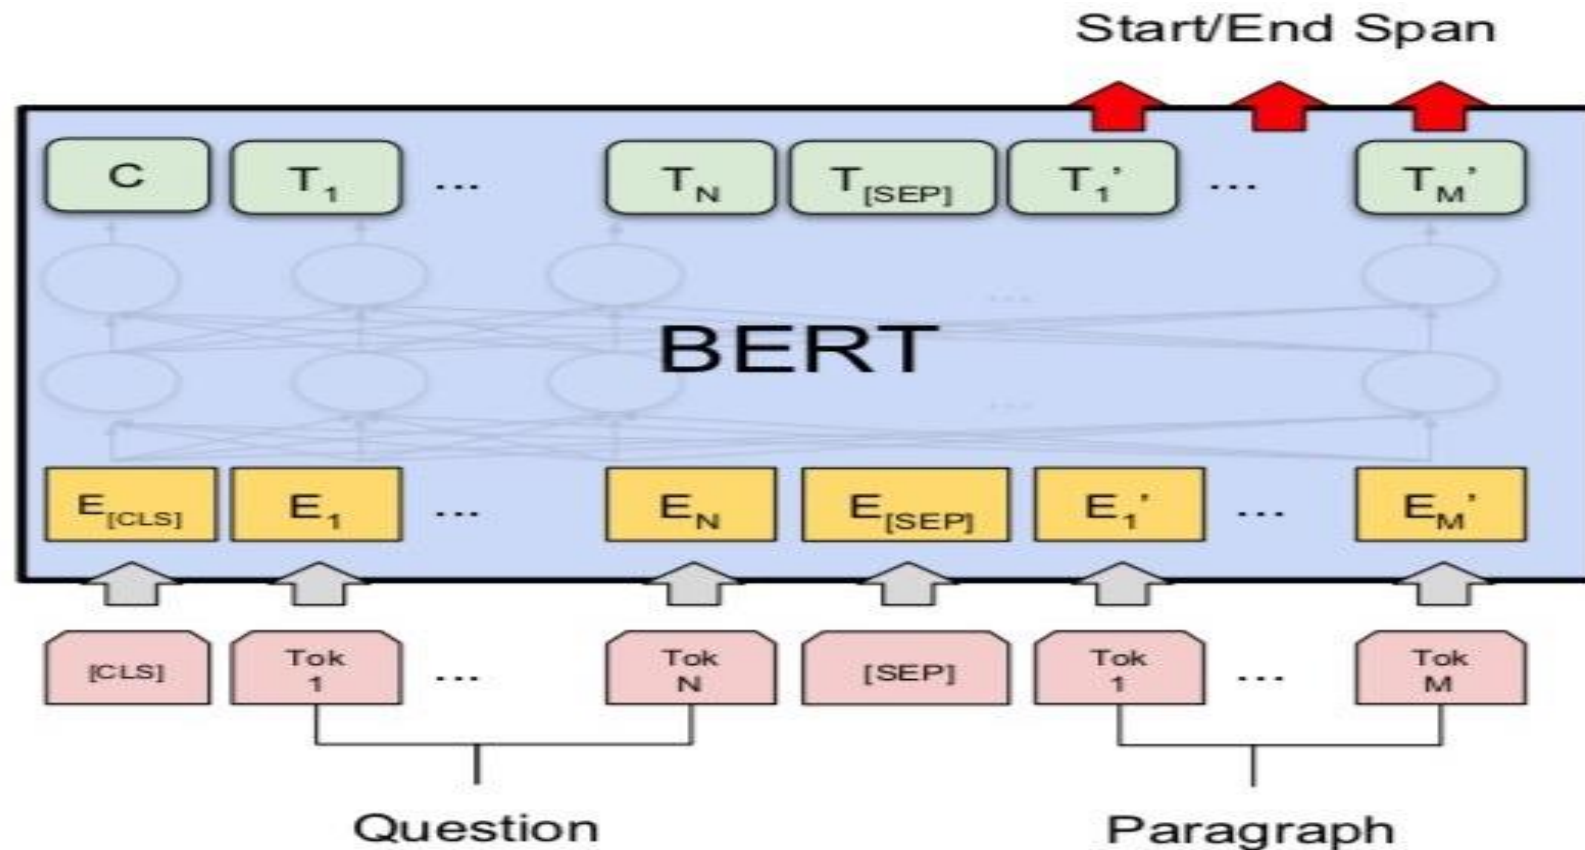 Start/End Span
C T1 ... TN T[SEP] T1’ ... TM’
...
BERT
...
E[CLS] E1 ... EN E[SEP] E1’ ... EM’
[CLS] Tok 1 ... Tok N [SEP] Tok 1 ... Tok M
Question Paragraph